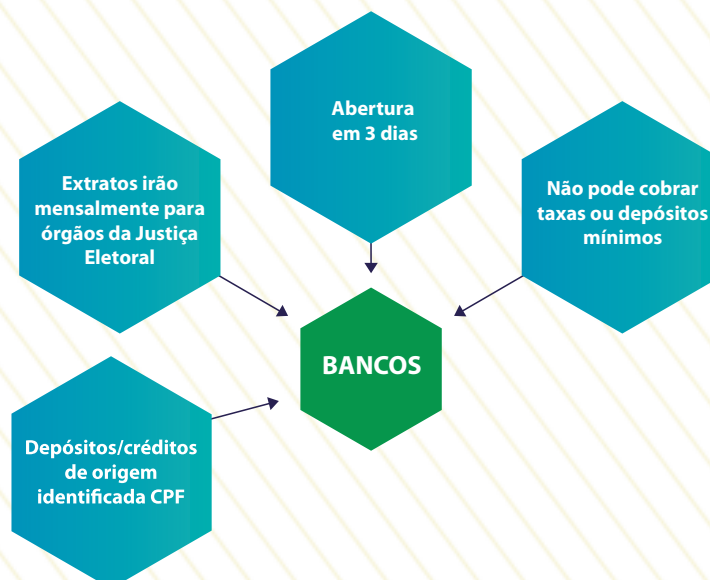 Abertura
em 3 dias
Extratos irão
mensalmente para
órgãos da Justiça
Eletoral
Não pode cobrar
taxas ou depósitos
mínimos
BANCOS
Depósitos/créditos
de origem
identificada CPF